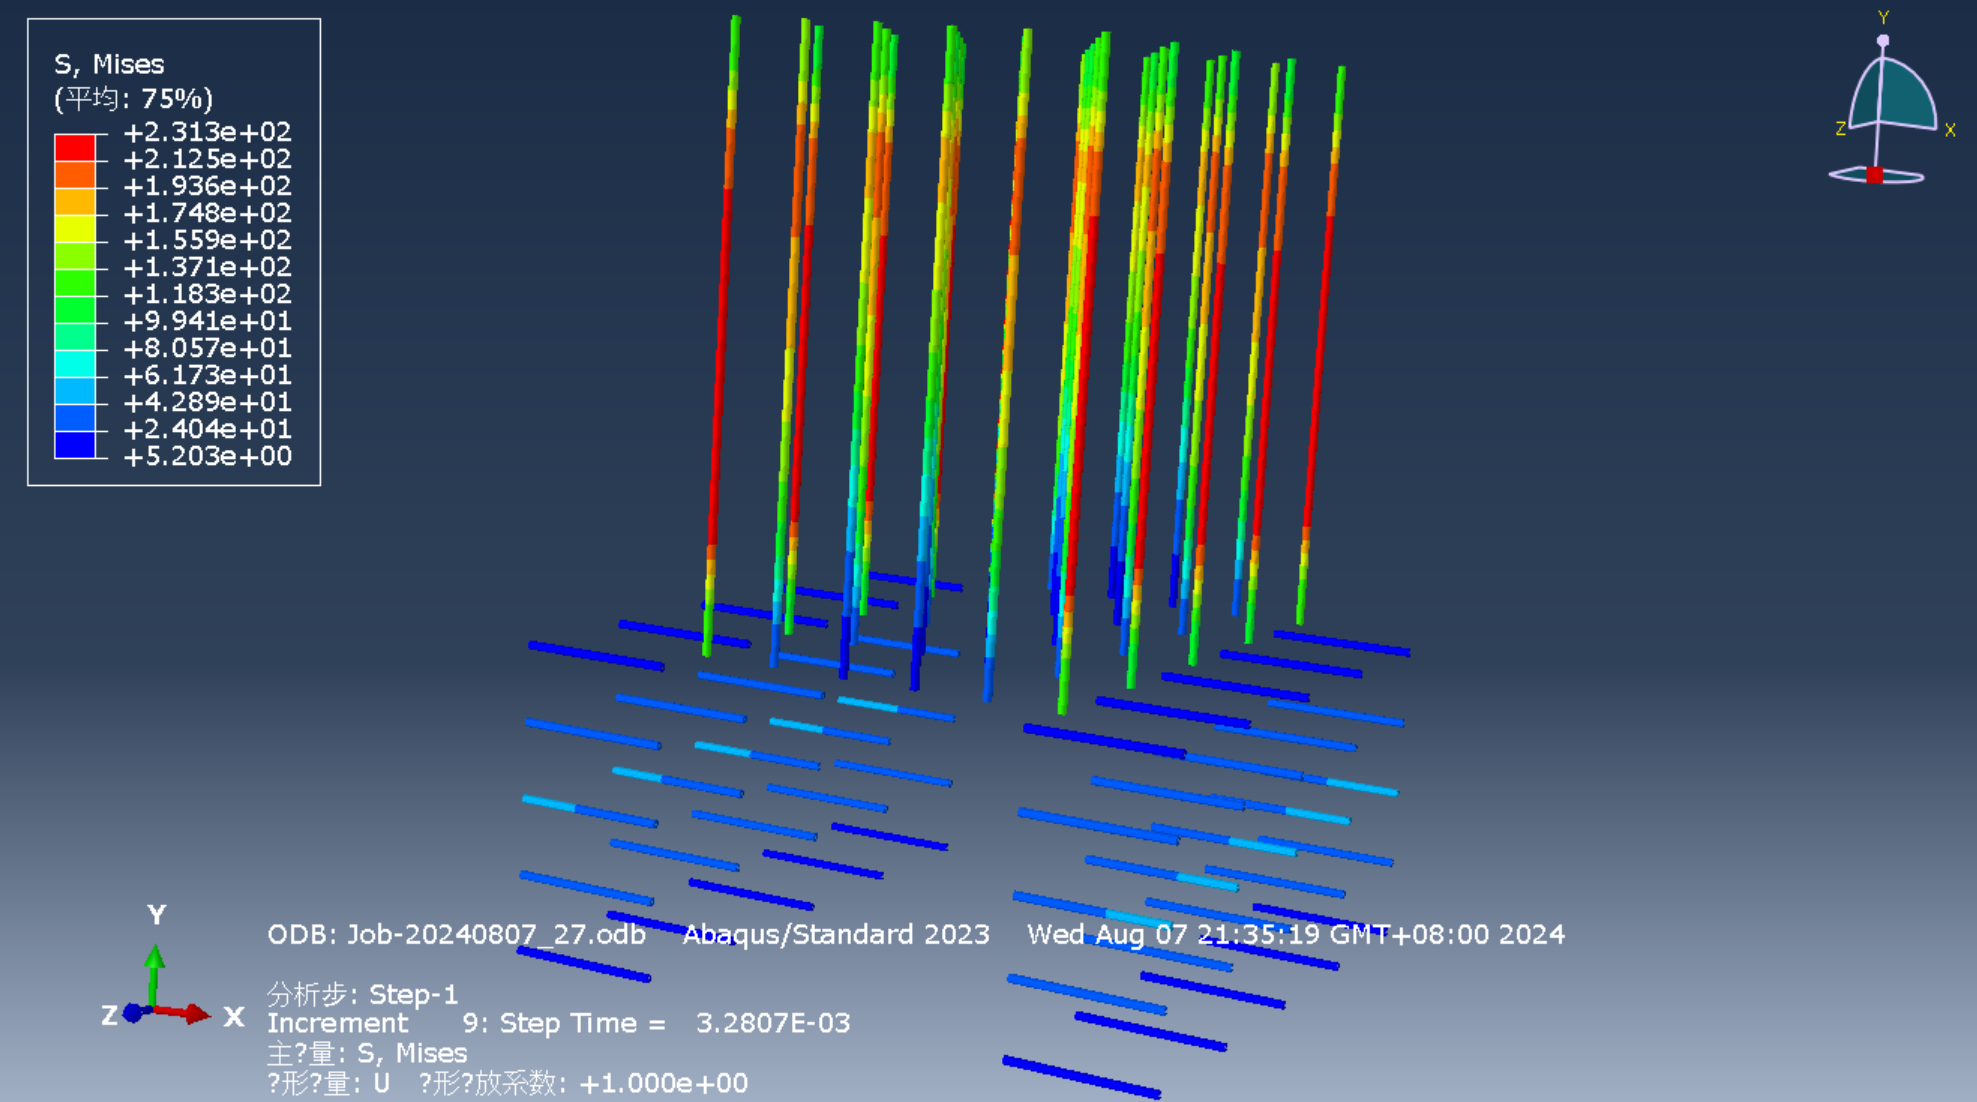 S, Mises
(平均: 75%)
+2.313e+02
+2.125e+02
+1.936e+02
+1.748e+02
+1.559e+02
+1.371e+02
+1.183e+02
+9.941e+01
+8.057e+01
+6.173e+01
+4.289e+01
+2.404e+01
+5.203e+00
Y
Z
X
Y
Z
X
ODB: Job-20240807_27.odb Abaqus/Standard 2023 Wed Aug 07 21:35:19 GMT+08:00 2024
分析步: Step-1
Increment 9: Step Time = 3.2807E-03
主?量: S, Mises
?形?量: U ?形?放系数: +1.000e+00